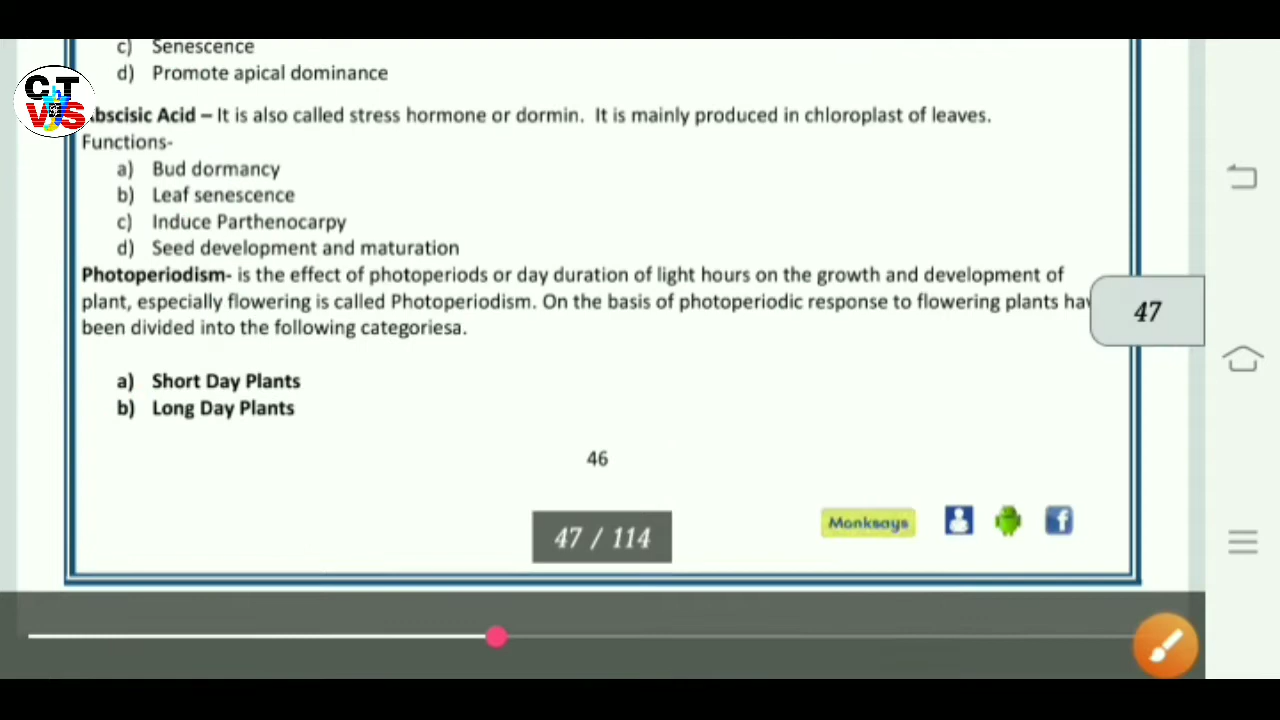 c) Senescence
d) Promote apical dominance
CTVJS
bscisic Acid – It is also called stress hormone or dormin. It is mainly produced in chloroplast of leaves.
Functions-
a) Bud dormancy
b) Leaf senescence
c) Induce Parthenocarpy
d) Seed development and maturation
Photoperiodism- is the effect of photoperiods or day duration of light hours on the growth and development of
plant, especially flowering is called Photoperiodism. On the basis of photoperiodic response to flowering plants hav
been divided into the following categoriesa.
47
a) Short Day Plants
b) Long Day Plants
46
47 / 114
Monksays
f